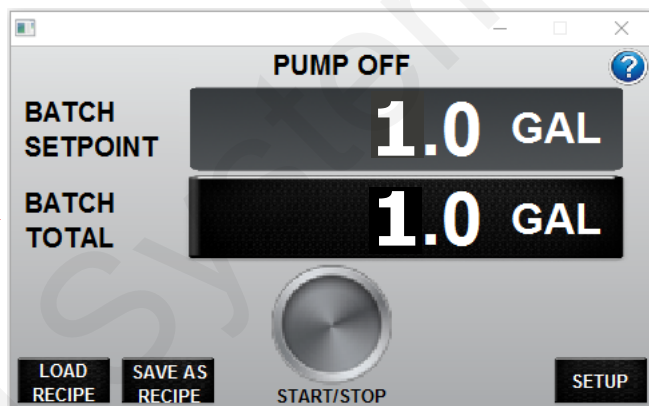 PUMP OFF
?
BATCH
SETPOINT
1.0 GAL
BATCH
TOTAL
1.0 GAL
LOAD
RECIPE
SAVE AS
RECIPE
START/STOP
SETUP
System